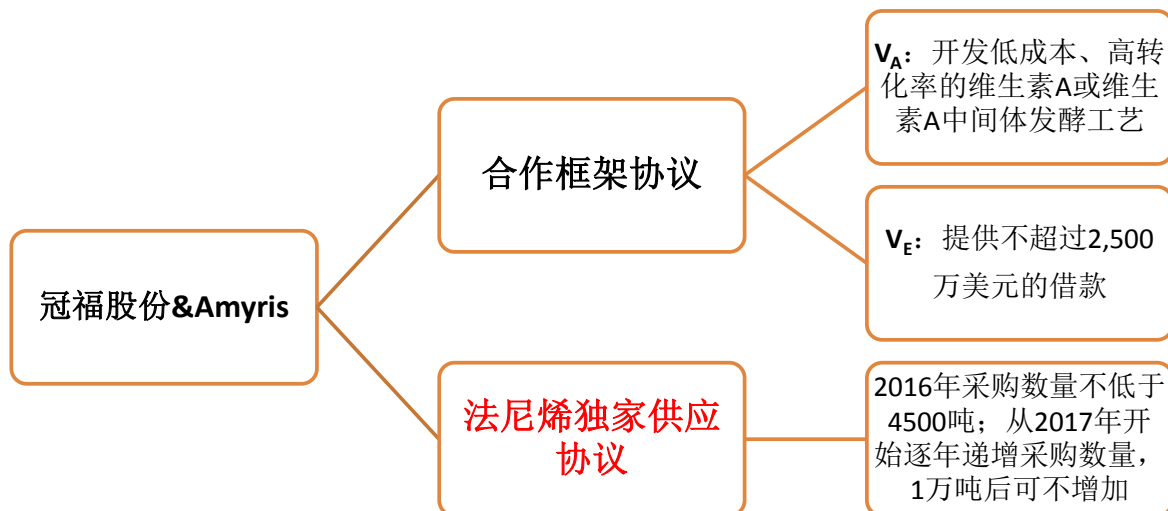 冠福股份&Amyris
合作框架协议
V_A：开发低成本、高转
化率的维生素A或维生
素A中间体发酵工艺
V_E：提供不超过2,500
万美元的借款
法尼烯独家供应
协议
2016年采购数量不低于
4500吨；从2017年开
始逐年递增采购数量，
1万吨后可不增加